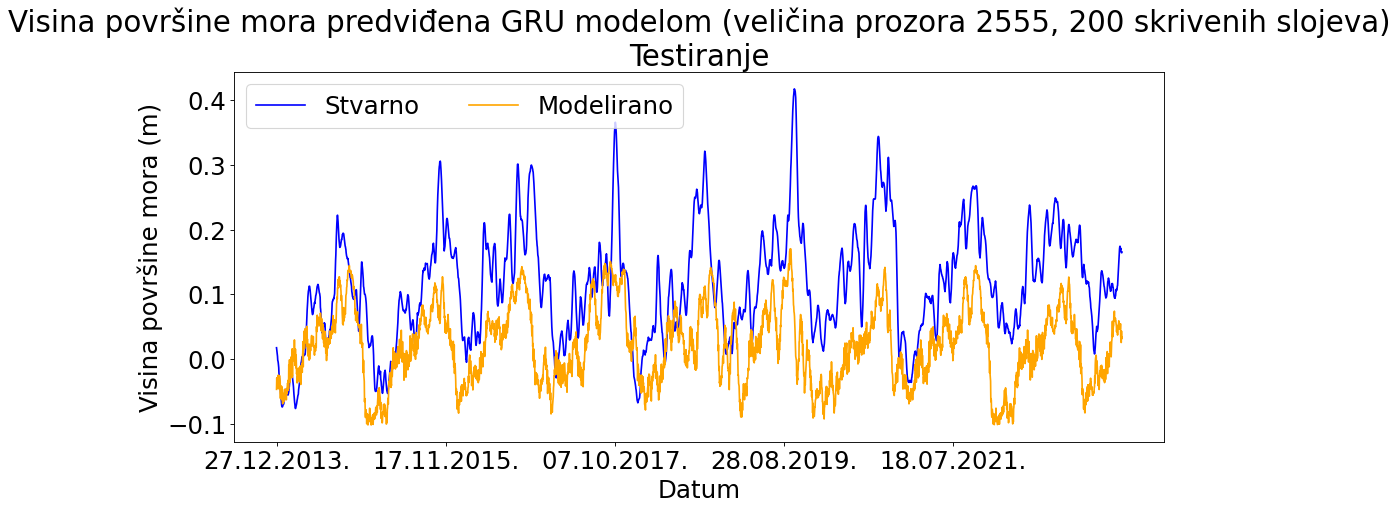 Visina površine mora predviđena GRU modelom (veličina prozora 2555, 200 skrivenih slojeva)
Testiranje
Stvarno Modelirano
Visina površine mora (m)
0.4
0.3
0.2
0.1
0.0
−0.1
27.12.2013. 17.11.2015. 07.10.2017. 28.08.2019. 18.07.2021.
Datum